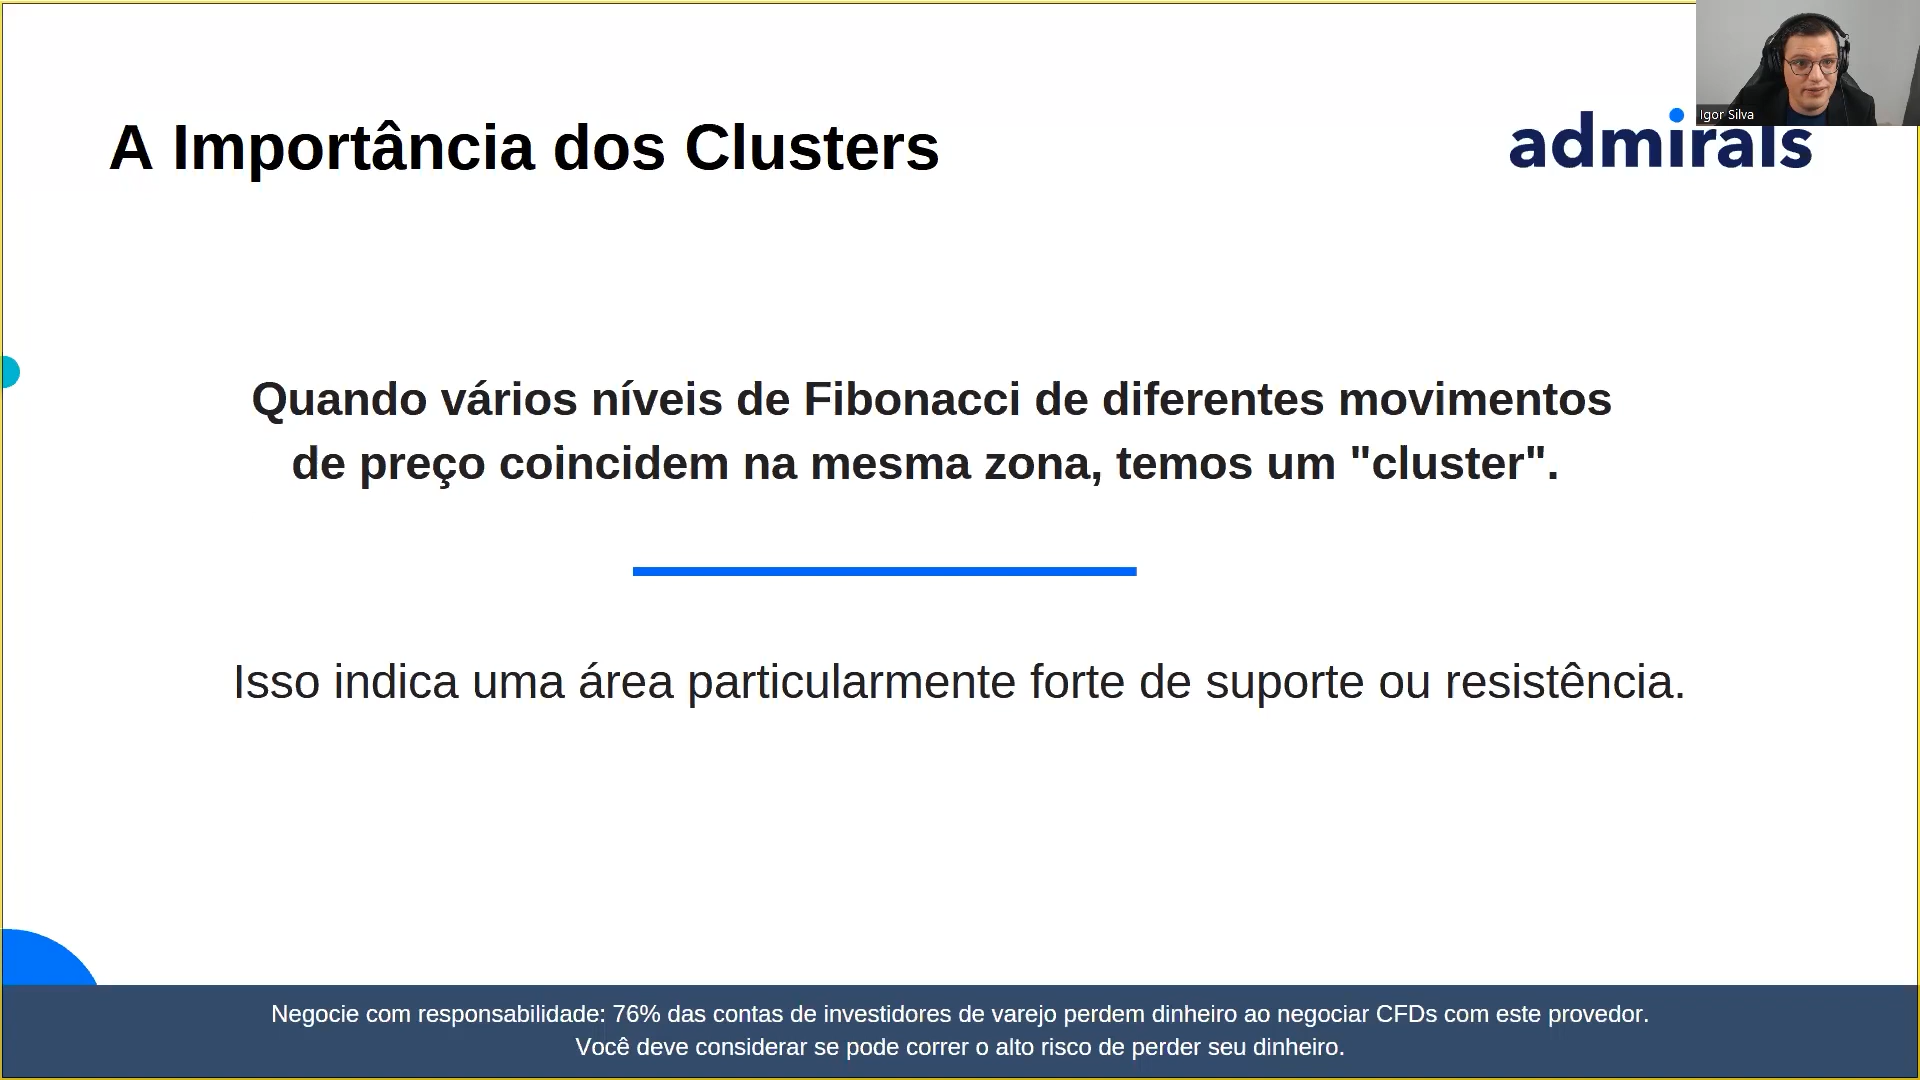 Igor Silva
A Importância dos Clusters
admirals
Quando vários níveis de Fibonacci de diferentes movimentos
de preço coincidem na mesma zona, temos um "cluster".
Isso indica uma área particularmente forte de suporte ou resistência.
Negocie com responsabilidade: 76% das contas de investidores de varejo perdem dinheiro ao negociar CFDs com este provedor.
Você deve considerar se pode correr o alto risco de perder seu dinheiro.